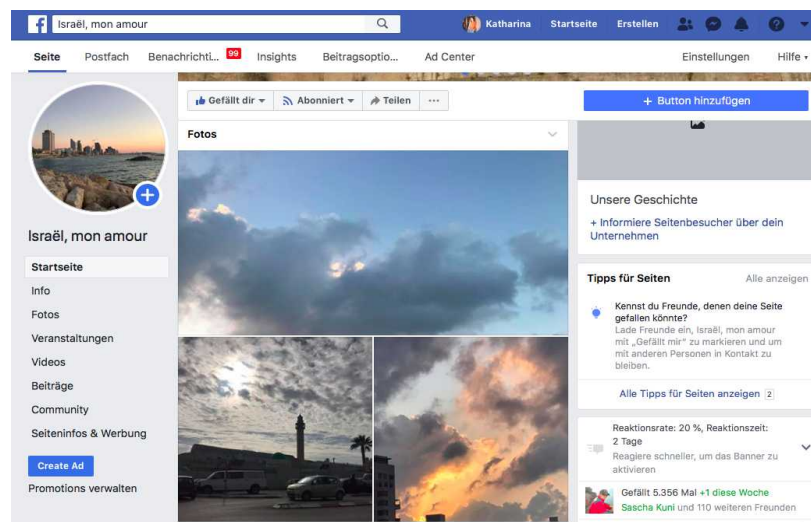 Israël, mon amour
Katharina
Startseite
Erstellen
Seite
Postfach
Benachrichti...
99
Insights
Beitragsoptio...
Ad Center
Einstellungen
Hilfe
Gefällt dir
Abonniert
Teilen
+ Button hinzufügen
Israël, mon amour
Startseite
Info
Fotos
Veranstaltungen
Videos
Beiträge
Community
Seiteninfos & Werbung
Create Ad
Promotions verwalten
Fotos
Unsere Geschichte
+ Informiere Seitenbesucher über dein
Unternehmen
Tipps für Seiten
Alle anzeigen
Kennst du Freunde, denen deine Seite
gefallen könnte?
Lade Freunde ein, Israël, mon amour
mit „Gefällt mir" zu markieren und um
mit anderen Personen in Kontakt zu
bleiben.
Alle Tipps für Seiten anzeigen 2
Reaktionsrate: 20 %, Reaktionszeit:
2 Tage
Reagiere schneller, um das Banner zu
aktivieren
Gefällt 5.356 Mal +1 diese Woche
Sascha Kuni und 110 weiteren Freunden